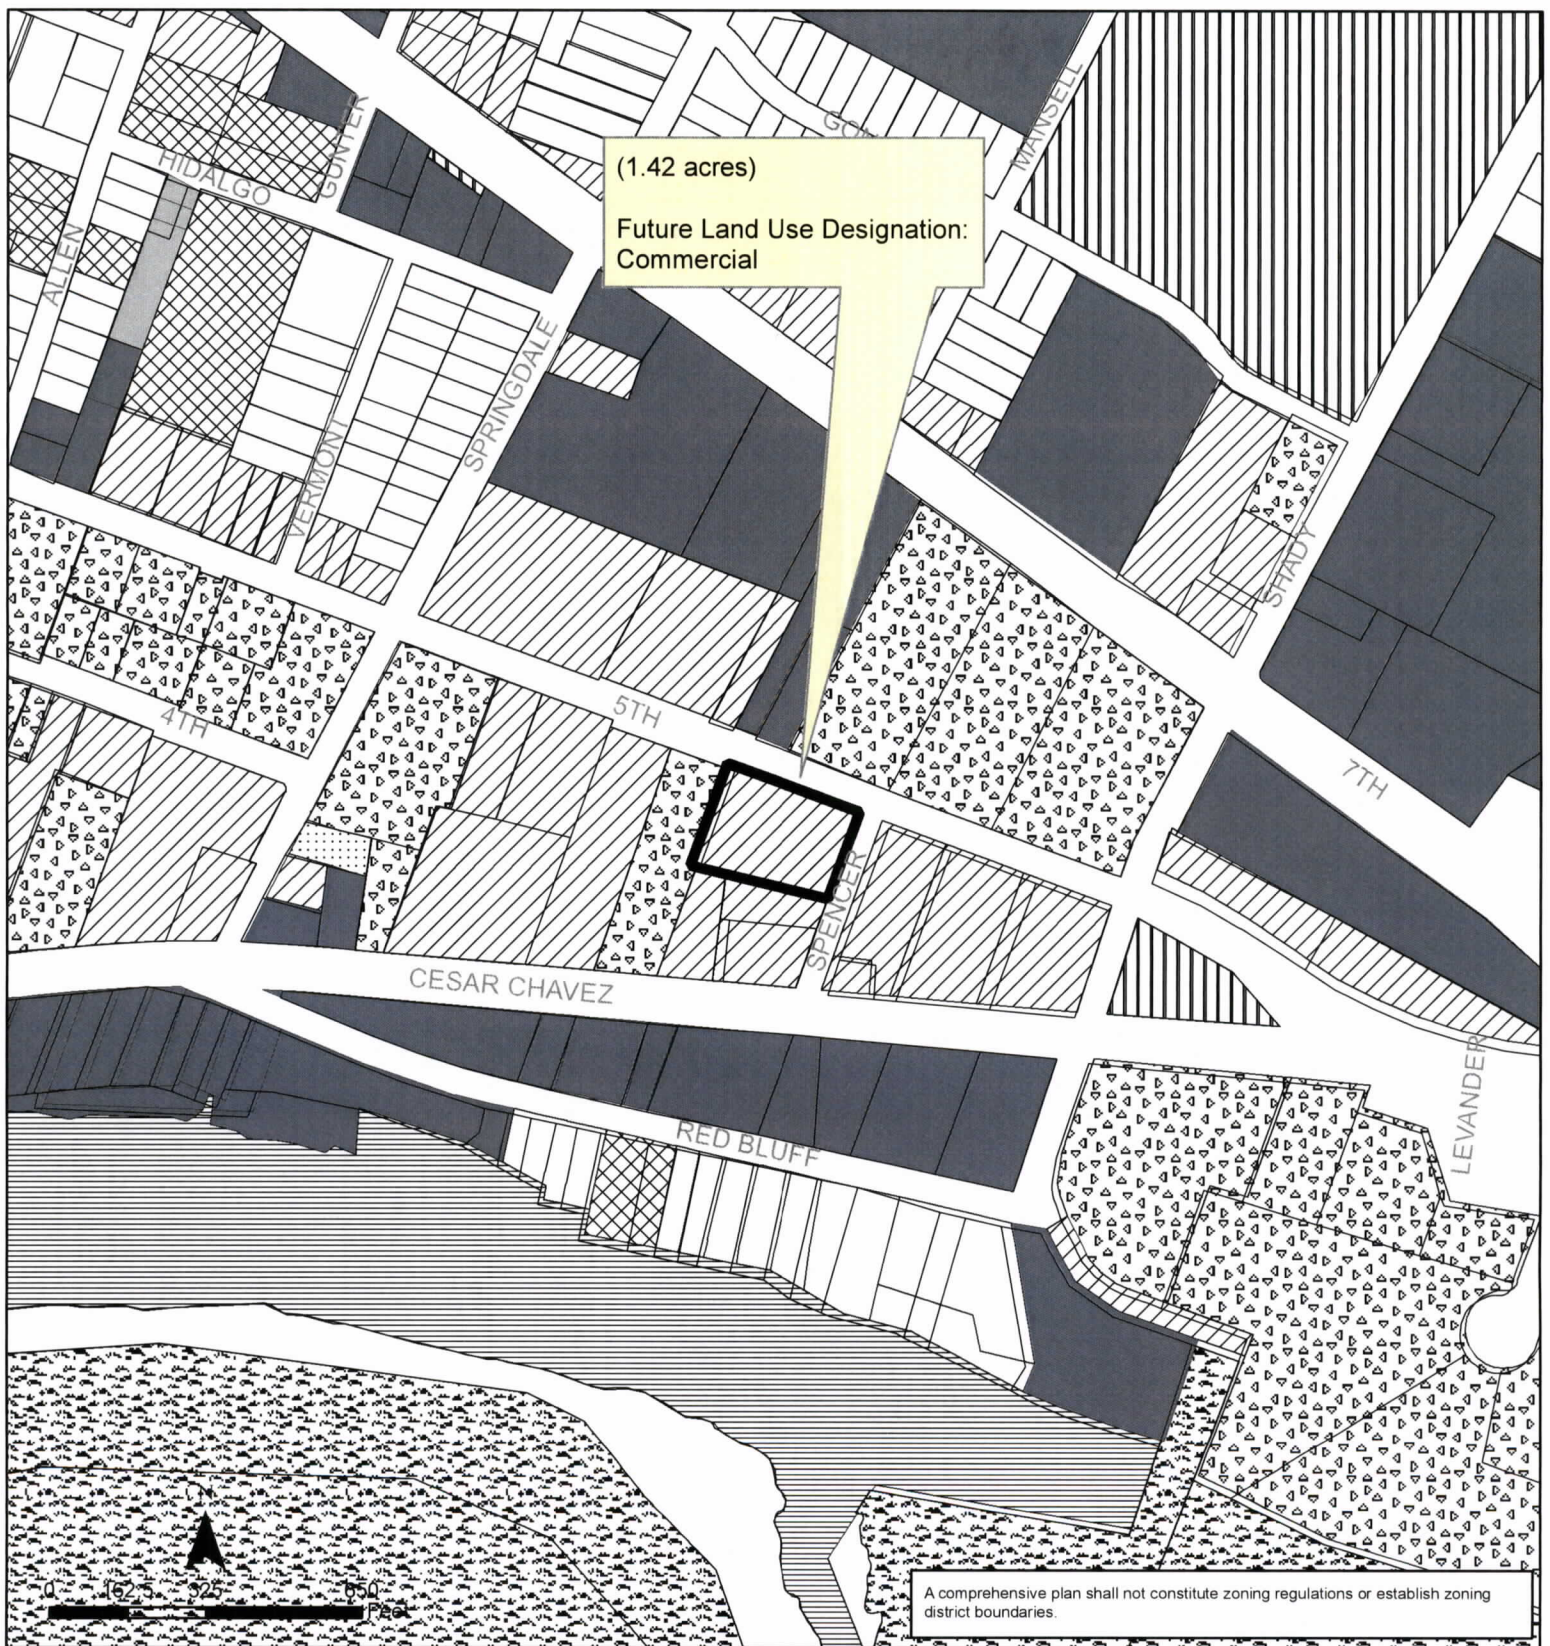 MANSELL
GUNTER
HIDALGO
(1.42 acres)
Future Land Use Designation:
Commercial
ALLEN
SPRINGDALE
VERMONT
SHADY
5TH
4TH
7TH
SPENCER
CESAR CHAVEZ
LEVANDER
RED BLUFF
N
0 162.5 325 650
Feet
A comprehensive plan shall not constitute zoning regulations or establish zoning
district boundaries.